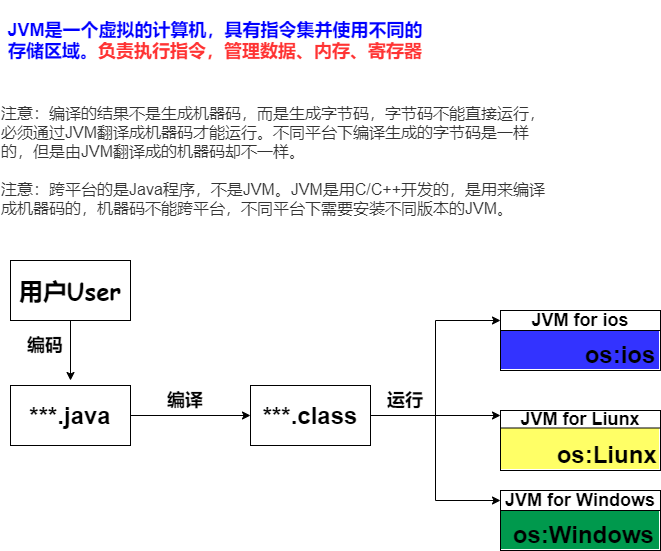 JVM是一个虚拟的计算机，具有指令集并使用不同的
存储区域。负责执行指令，管理数据、内存、寄存器
注意：编译的结果不是生成机器码，而是生成字节码，字节码不能直接运行，
必须通过JVM翻译成机器码才能运行。不同平台下编译生成的字节码是一样
的，但是由JVM翻译成的机器码却不一样。
注意：跨平台的是Java程序，不是JVM。JVM是用C/C++开发的，是用来编译
成机器码的，机器码不能跨平台，不同平台下需要安装不同版本的JVM。
用户User
编码
***.java
编译
***.class
运行
JVM for ios
os:ios
JVM for Liunx
os:Liunx
JVM for Windows
os:Windows